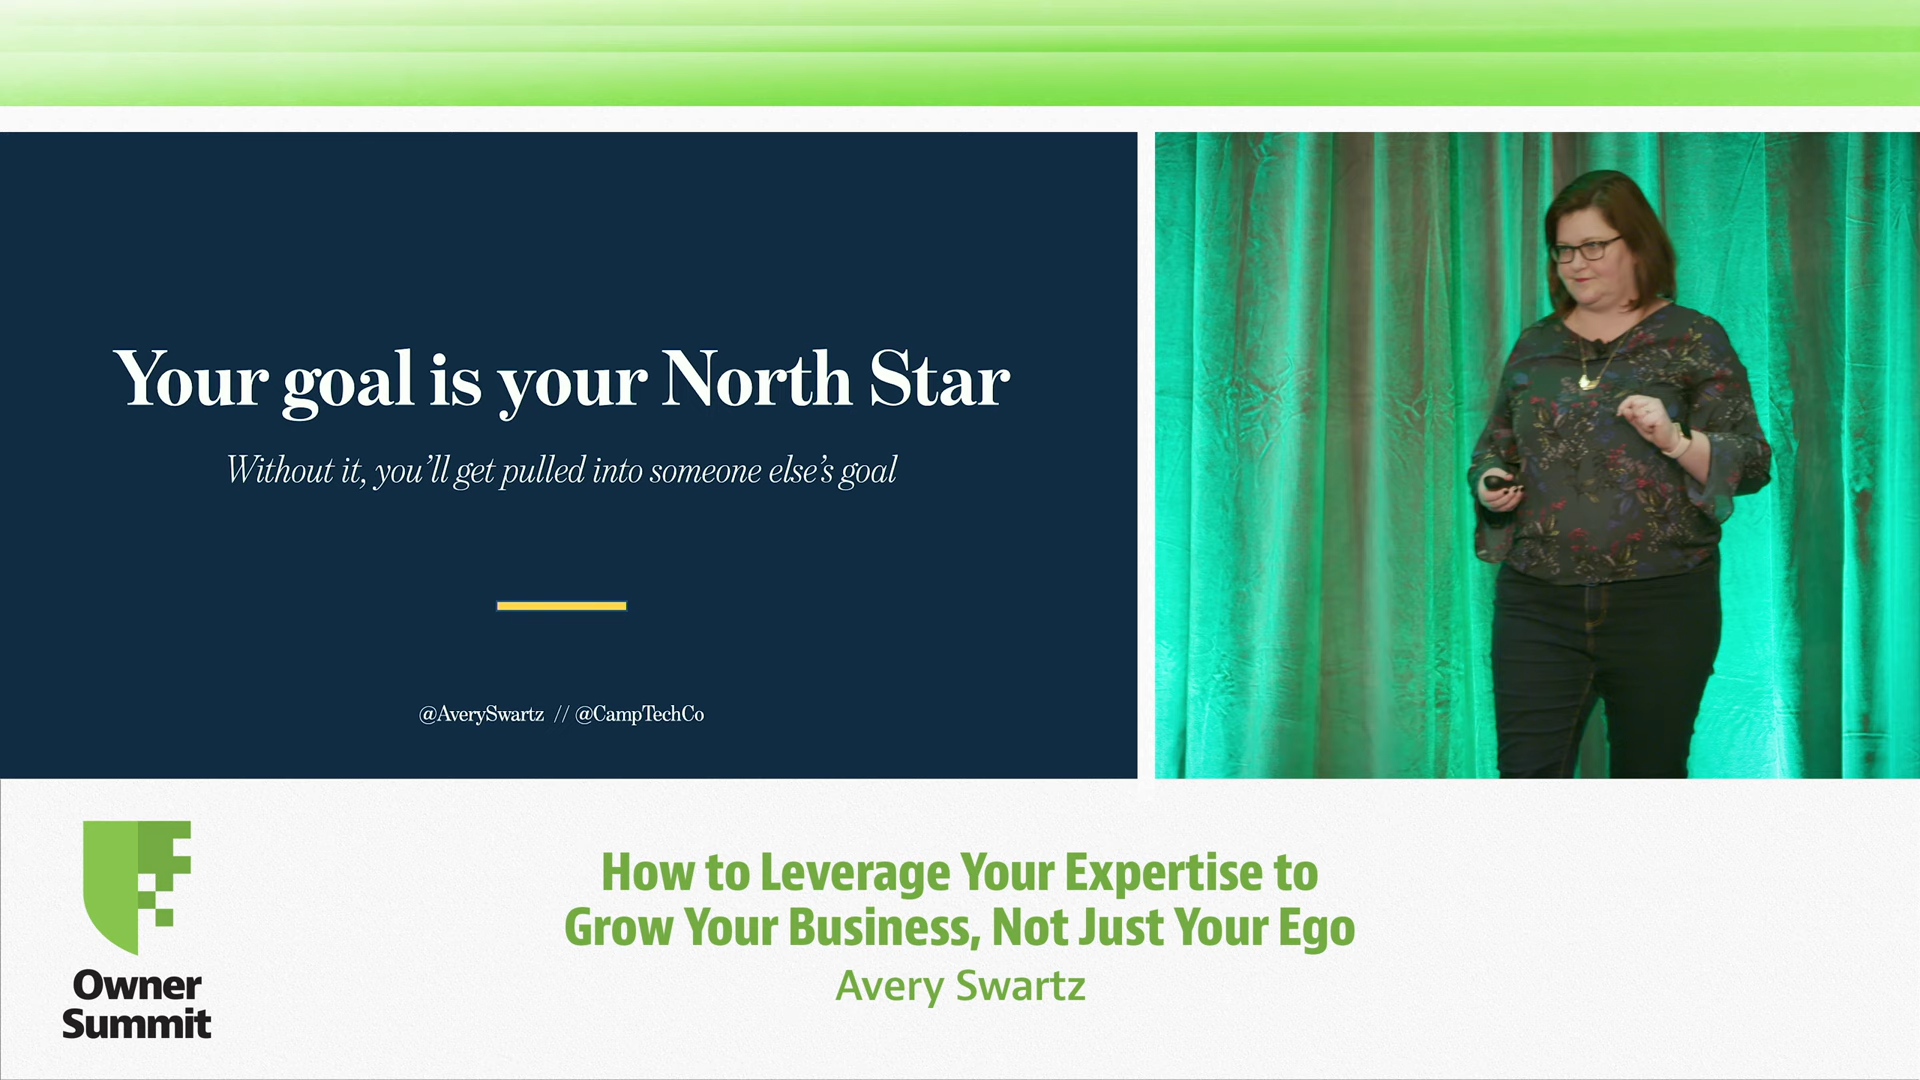 Your goal is your North Star
Without it, you’ll get pulled into someone else’s goal
@AverySwartz // @CampTechCo
Owner
Summit
How to Leverage Your Expertise to
Grow Your Business, Not Just Your Ego
Avery Swartz